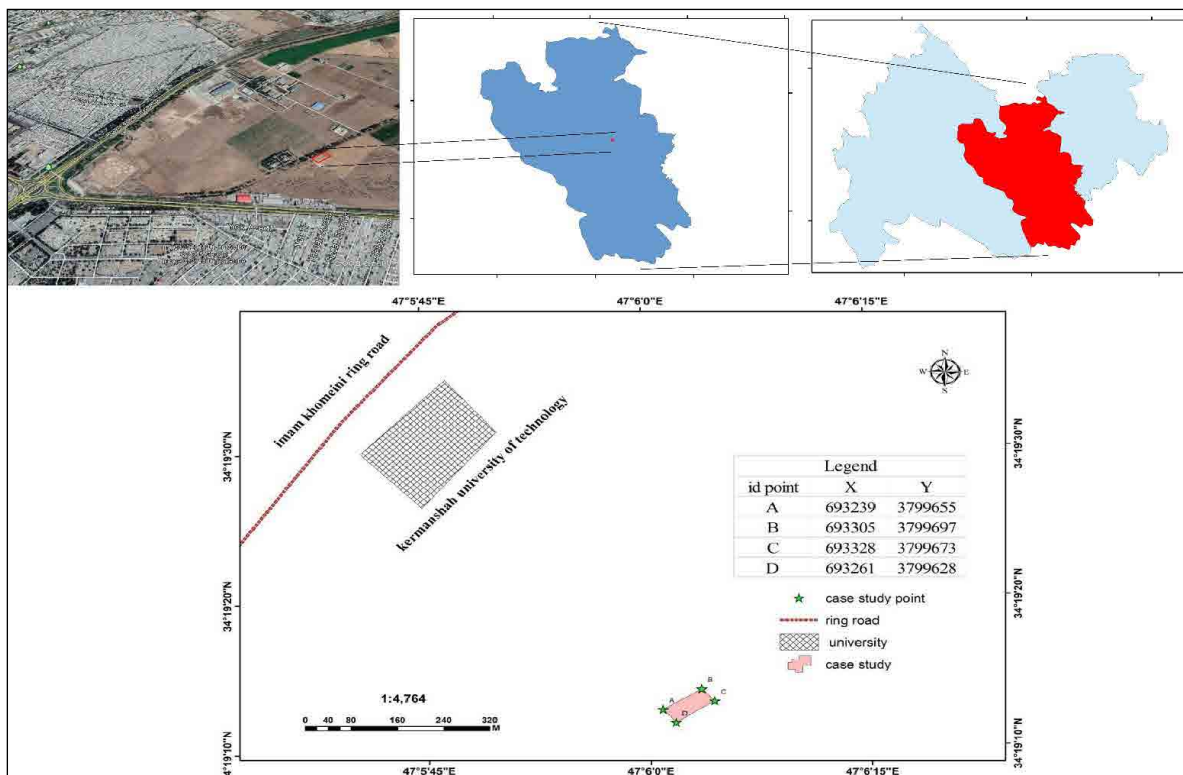 47°5'45"E 47°6'0"E 47°6'15"E
imam khomeini ring road
kermanshah university of technology
N
W E
S
34°19'30"N 34°19'30"N
34°19'20"N 34°19'20"N
34°19'10"N 34°19'10"N
Legend
id point X Y
A 693239 3799655
B 693305 3799697
C 693328 3799673
D 693261 3799628
case study point
ring road
university
case study
B
A C
D
1:4,764
0 20 40 80 160 240 320
M
47°5'45"E 47°6'0"E 47°6'15"E